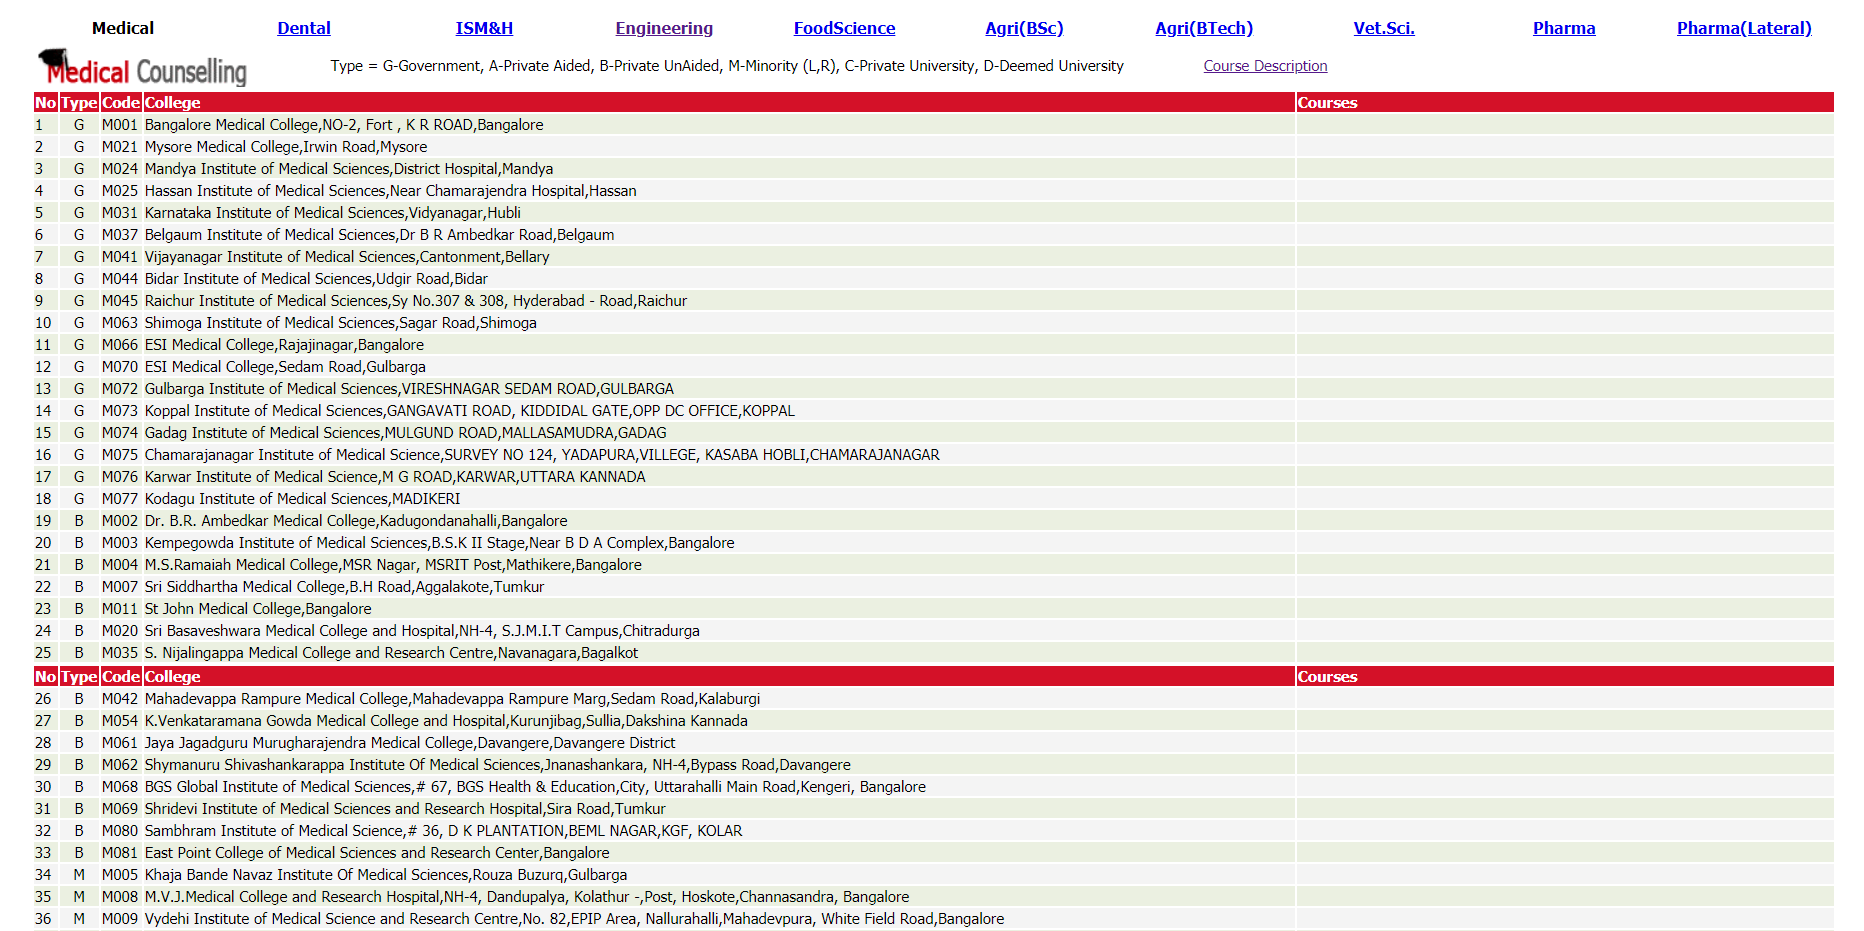 Medical Dental ISM&H Engineering FoodScience Agri(BSc) Agri(BTech) Vet.Sci. Pharma Pharma(Lateral)
Medical Counselling Type = G-Government, A-Private Aided, B-Private UnAided, M-Minority (L,R), C-Private University, D-Deemed University Course Description
No Type Code College Courses
1 G M001 Bangalore Medical College,NO-2, Fort , K R ROAD,Bangalore
2 G M021 Mysore Medical College,Irwin Road,Mysore
3 G M024 Mandya Institute of Medical Sciences,District Hospital,Mandya
4 G M025 Hassan Institute of Medical Sciences,Near Chamarajendra Hospital,Hassan
5 G M031 Karnataka Institute of Medical Sciences,Vidyanagar,Hubli
6 G M037 Belgaum Institute of Medical Sciences,Dr B R Ambedkar Road,Belgaum
7 G M041 Vijayanagar Institute of Medical Sciences,Cantonment,Bellary
8 G M044 Bidar Institute of Medical Sciences,Udgir Road,Bidar
9 G M045 Raichur Institute of Medical Sciences,Sy No.307 & 308, Hyderabad - Road,Raichur
10 G M063 Shimoga Institute of Medical Sciences,Sagar Road,Shimoga
11 G M066 ESI Medical College,Rajajinagar,Bangalore
12 G M070 ESI Medical College,Sedam Road,Gulbarga
13 G M072 Gulbarga Institute of Medical Sciences,VIRESHNAGAR SEDAM ROAD,GULBARGA
14 G M073 Koppal Institute of Medical Sciences,GANGAVATI ROAD, KIDDIDAL GATE,OPP DC OFFICE,KOPPAL
15 G M074 Gadag Institute of Medical Sciences,MULGUND ROAD,MALLASAMUDRA,GADAG
16 G M075 Chamarajanagar Institute of Medical Science,SURVEY NO 124, YADAPURA,VILLEGE, KASABA HOBLI,CHAMARAJANAGAR
17 G M076 Karwar Institute of Medical Science,M G ROAD,KARWAR,UTTARA KANNADA
18 G M077 Kodagu Institute of Medical Sciences,MADIKERI
19 B M002 Dr. B.R. Ambedkar Medical College,Kadugondanahalli,Bangalore
20 B M003 Kempegowda Institute of Medical Sciences,B.S.K II Stage,Near B D A Complex,Bangalore
21 B M004 M.S.Ramaiah Medical College,MSR Nagar, MSRIT Post,Mathikere,Bangalore
22 B M007 Sri Siddhartha Medical College,B.H Road,Aggalakote,Tumkur
23 B M011 St John Medical College,Bangalore
24 B M020 Sri Basaveshwara Medical College and Hospital,NH-4, S.J.M.I.T Campus,Chitradurga
25 B M035 S. Nijalingappa Medical College and Research Centre,Navanagara,Bagalkot
No Type Code College Courses
26 B M042 Mahadevappa Rampure Medical College,Mahadevappa Rampure Marg,Sedam Road,Kalaburgi
27 B M054 K.Venkataramana Gowda Medical College and Hospital,Kurunjibag,Sullia,Dakshina Kannada
28 B M061 Jaya Jagadguru Murugharajendra Medical College,Davangere,Davangere District
29 B M062 Shymanuru Shivashankarappa Institute Of Medical Sciences,Jnanashankara, NH-4,Bypass Road,Davangere
30 B M068 BGS Global Institute of Medical Sciences,# 67, BGS Health & Education,City, Uttarahalli Main Road,Kengeri, Bangalore
31 B M069 Shridevi Institute of Medical Sciences and Research Hospital,Sira Road,Tumkur
32 B M080 Sambhram Institute of Medical Science,# 36, D K PLANTATION,BEML NAGAR,KGF, KOLAR
33 B M081 East Point College of Medical Sciences and Research Center,Bangalore
34 M M005 Khaja Bande Navaz Institute Of Medical Sciences,Rouza Buzurq,Gulbarga
35 M M008 M.V.J.Medical College and Research Hospital,NH-4, Dandupalya, Kolathur -,Post, Hoskote,Channasandra, Bangalore
36 M M009 Vydehi Institute of Medical Science and Research Centre,No. 82,EPIP Area, Nallurahalli,Mahadevpura, White Field Road,Bangalore